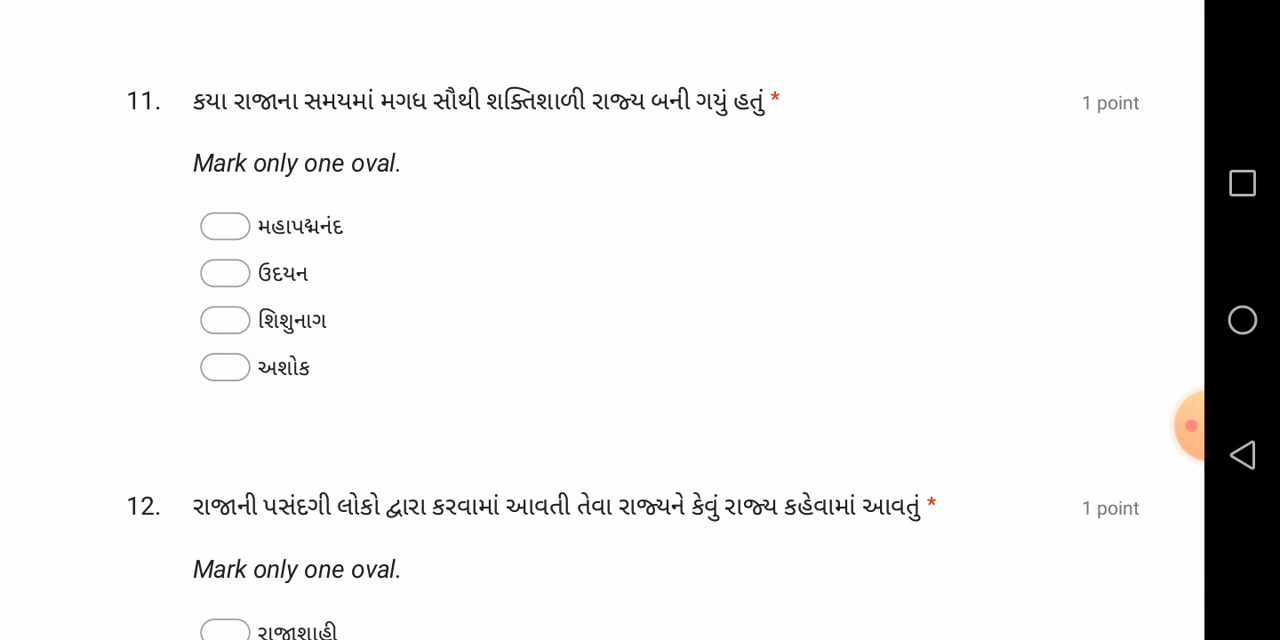 11. કયા રાજાના સમયમાં મગધ સૌથી શક્તિશાળી રાજ્ય બની ગયું હતું * 1 point
Mark only one oval.
મહાપદ્મનંદ
ઉદયન
શિશુનાગ
અશોક
12. રાજાની પસંદગી લોકો દ્વારા કરવામાં આવતી તેવા રાજ્યને કેવું રાજ્ય કહેવામાં આવતું * 1 point
Mark only one oval.
રાજાશાહી